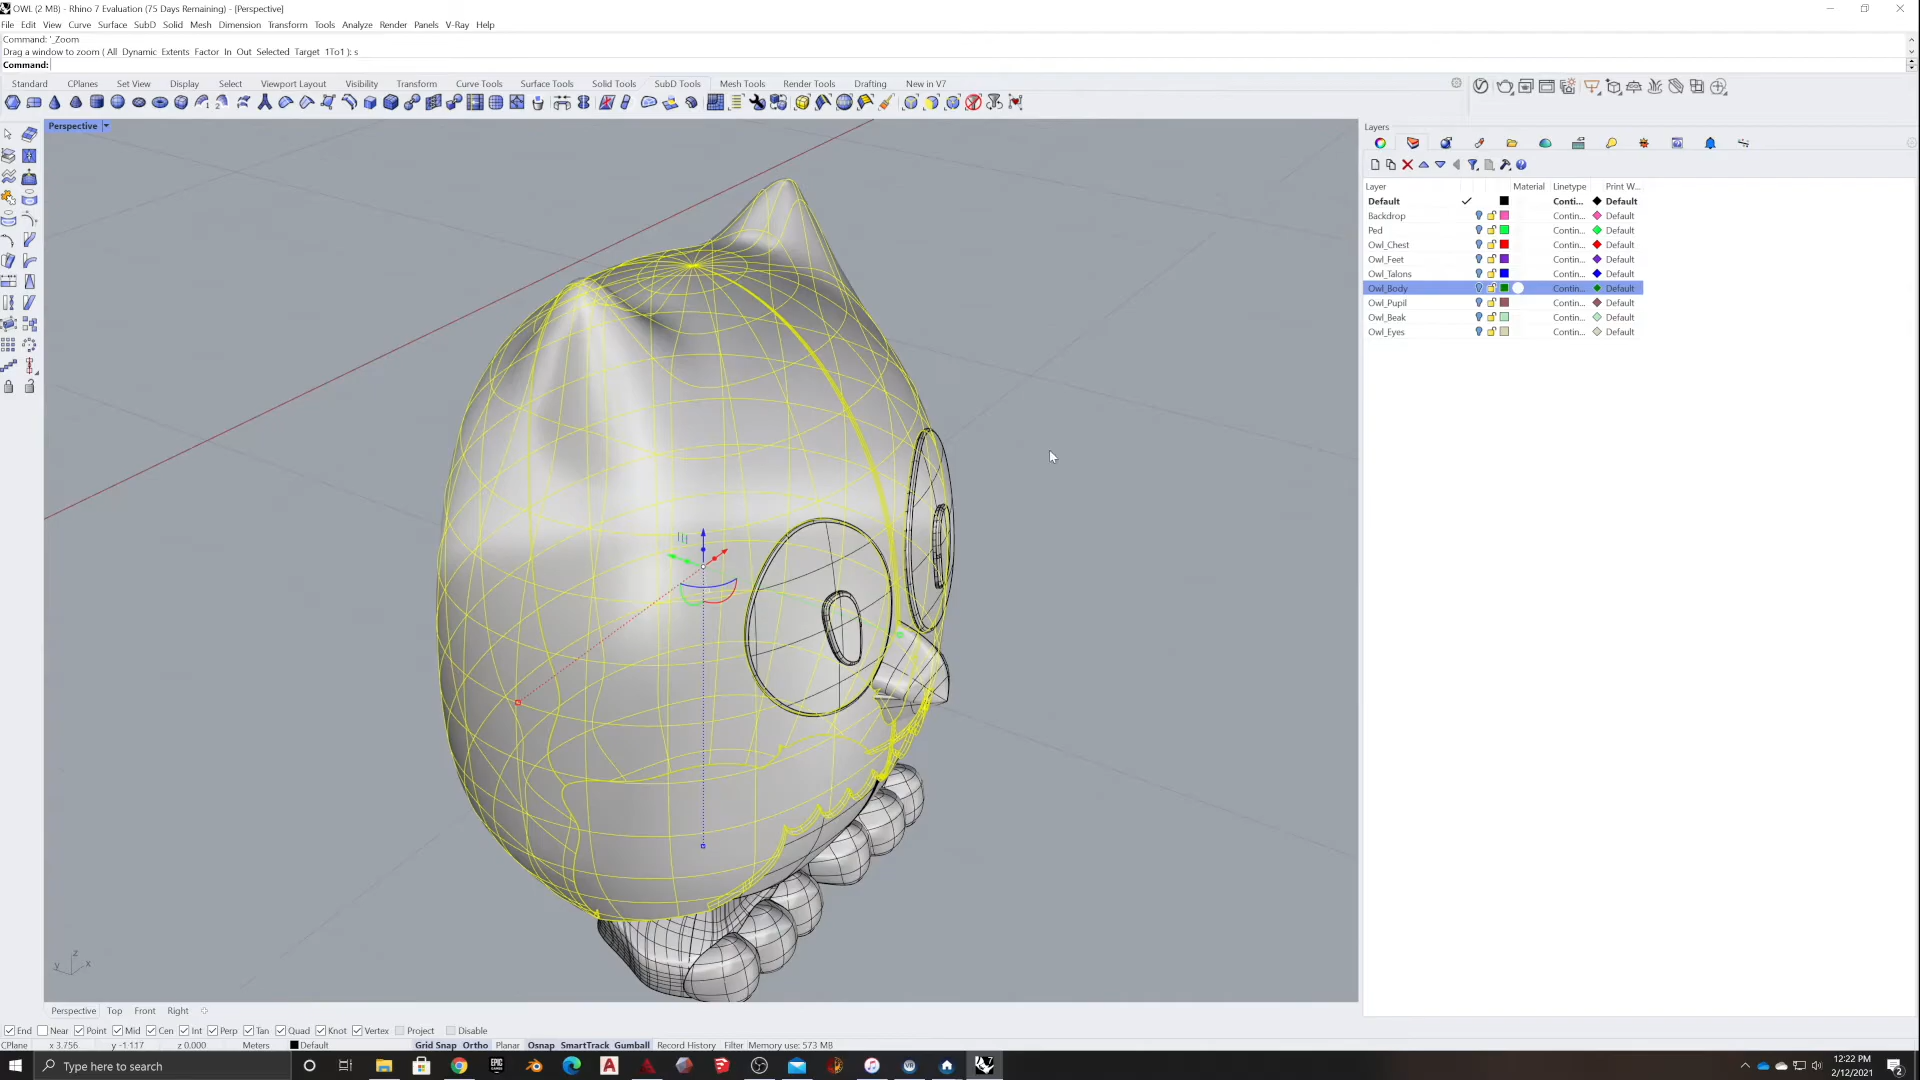 OWL (2 MB) - Rhino 7 Evaluation (75 Days Remaining) - [Perspective]
File Edit View Curve Surface SubD Solid Mesh Dimension Transform Tools Analyze Render Panels V-Ray Help
Command: '_Zoom
Drag a window to zoom ( All Dynamic Extents Factor In Out Selected Target 1To1 ): s
Command:
Standard CPlanes Set View Display Select Viewport Layout Visibility Transform Curve Tools Surface Tools Solid Tools SubD Tools Mesh Tools Render Tools Drafting New in V7
Perspective
Layers
Layer Material Linetype Print W...
Default Conti... Default
Backdrop Contin... Default
Ped Contin... Default
Owl_Chest Contin... Default
Owl_Feet Contin... Default
Owl_Talons Contin... Default
Owl_Body Contin... Default
Owl_Pupil Contin... Default
Owl_Beak Contin... Default
Owl_Eyes Contin... Default
z
y x
Perspective Top Front Right
End Near Point Mid Cen Int Perp Tan Quad Knot Vertex Project Disable
CPlane x 3.756 y -1.117 z 0.000 Meters Default Grid Snap Ortho Planar Osnap SmartTrack Gumball Record History Filter Memory use: 573 MB
Type here to search
12:22 PM
2/12/2021